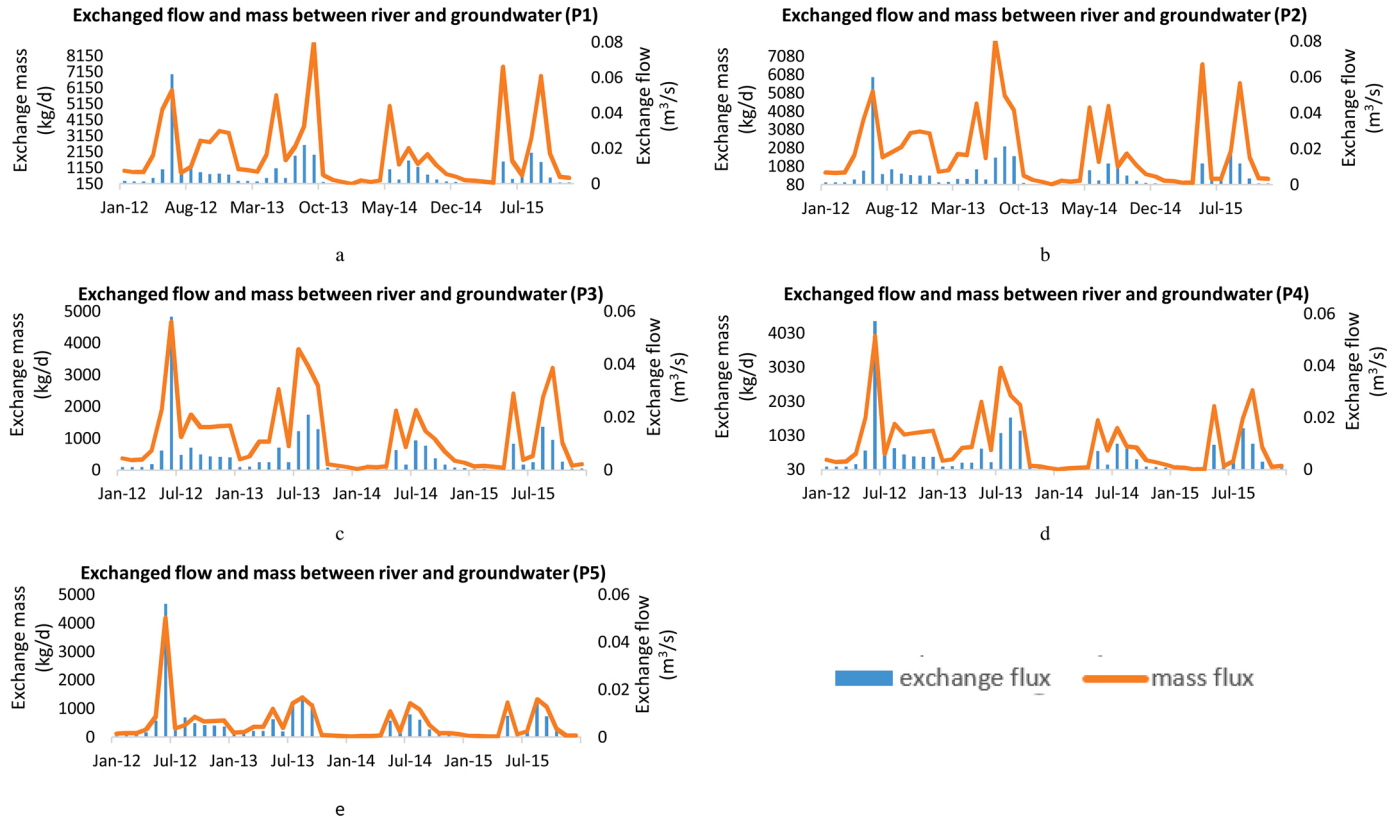 Exchanged flow and mass between river and groundwater (P1)
Exchange mass
(kg/d)
8150
7150
6150
5150
4150
3150
2150
1150
150
0.08
0.06
0.04
0.02
0
Exchange flow
(m³/s)
Jan-12 Aug-12 Mar-13 Oct-13 May-14 Dec-14 Jul-15
a
Exchanged flow and mass between river and groundwater (P2)
Exchange mass
(kg/d)
7080
6080
5080
4080
3080
2080
1080
80
0.08
0.06
0.04
0.02
0
Exchange flow
(m³/s)
Jan-12 Aug-12 Mar-13 Oct-13 May-14 Dec-14 Jul-15
b
Exchanged flow and mass between river and groundwater (P3)
Exchange mass
(kg/d)
5000
4000
3000
2000
1000
0
0.06
0.04
0.02
0
Exchange flow
(m³/s)
Jan-12 Jul-12 Jan-13 Jul-13 Jan-14 Jul-14 Jan-15 Jul-15
c
Exchanged flow and mass between river and groundwater (P4)
Exchange mass
(kg/d)
4030
3030
2030
1030
30
0.06
0.04
0.02
0
Exchange flow
(m³/s)
Jan-12 Jul-12 Jan-13 Jul-13 Jan-14 Jul-14 Jan-15 Jul-15
d
Exchanged flow and mass between river and groundwater (P5)
Exchange mass
(kg/d)
5000
4000
3000
2000
1000
0
0.06
0.04
0.02
0
Exchange flow
(m³/s)
Jan-12 Jul-12 Jan-13 Jul-13 Jan-14 Jul-14 Jan-15 Jul-15
e
exchange flux mass flux